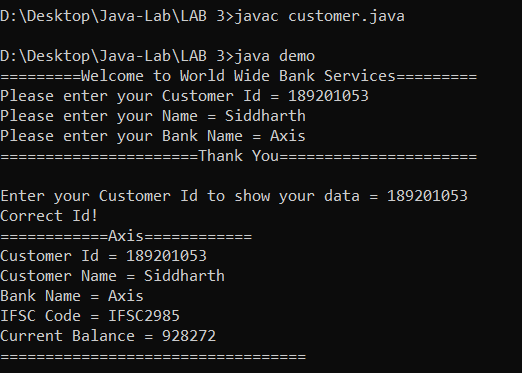 D:\Desktop\Java-Lab\LAB 3>javac customer.java
D:\Desktop\Java-Lab\LAB 3>java demo
=========Welcome to World Wide Bank Services=========
Please enter your Customer Id = 189201053
Please enter your Name = Siddharth
Please enter your Bank Name = Axis
======================Thank You======================
Enter your Customer Id to show your data = 189201053
Correct Id!
============Axis============
Customer Id = 189201053
Customer Name = Siddharth
Bank Name = Axis
IFSC Code = IFSC2985
Current Balance = 928272
==================================